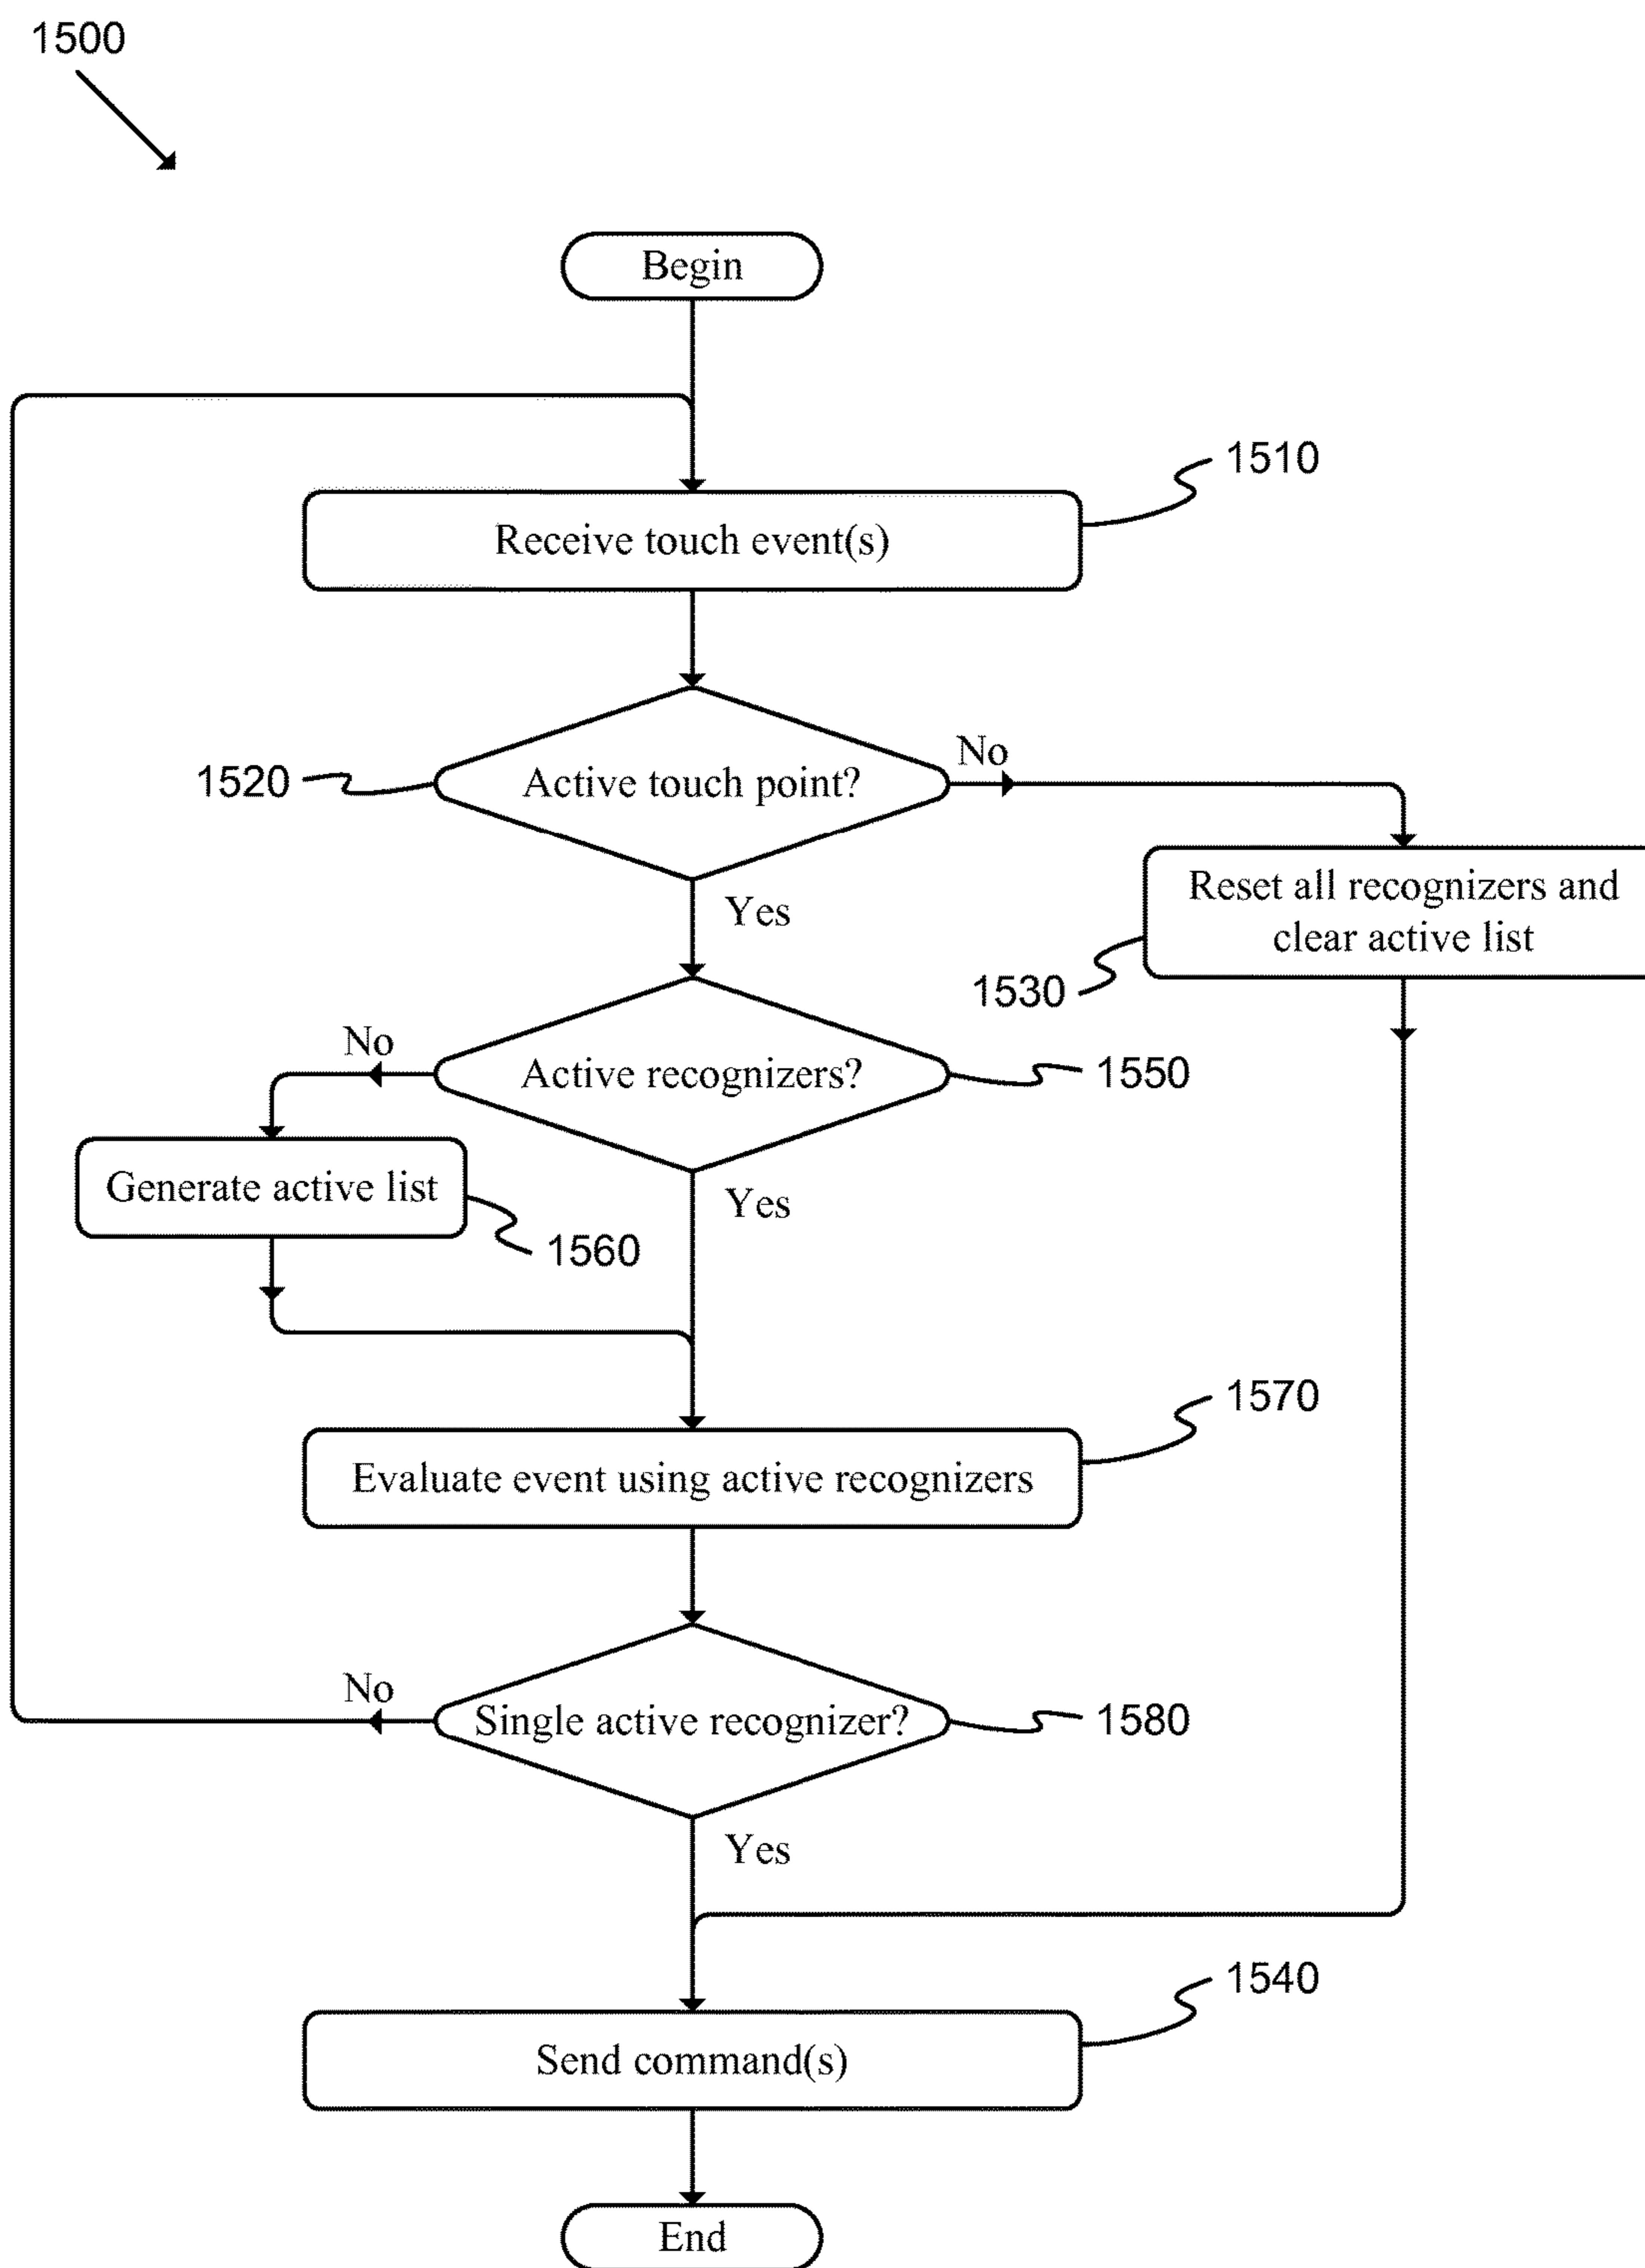 1500
Begin
1510
Receive touch event(s)
No
1520
Active touch point?
Reset all recognizers and
clear active list
Yes
1530
No
Active recognizers?
1550
Generate active list
Yes
1560
1570
Evaluate event using active recognizers
No
Single active recognizer?
1580
Yes
1540
Send command(s)
End